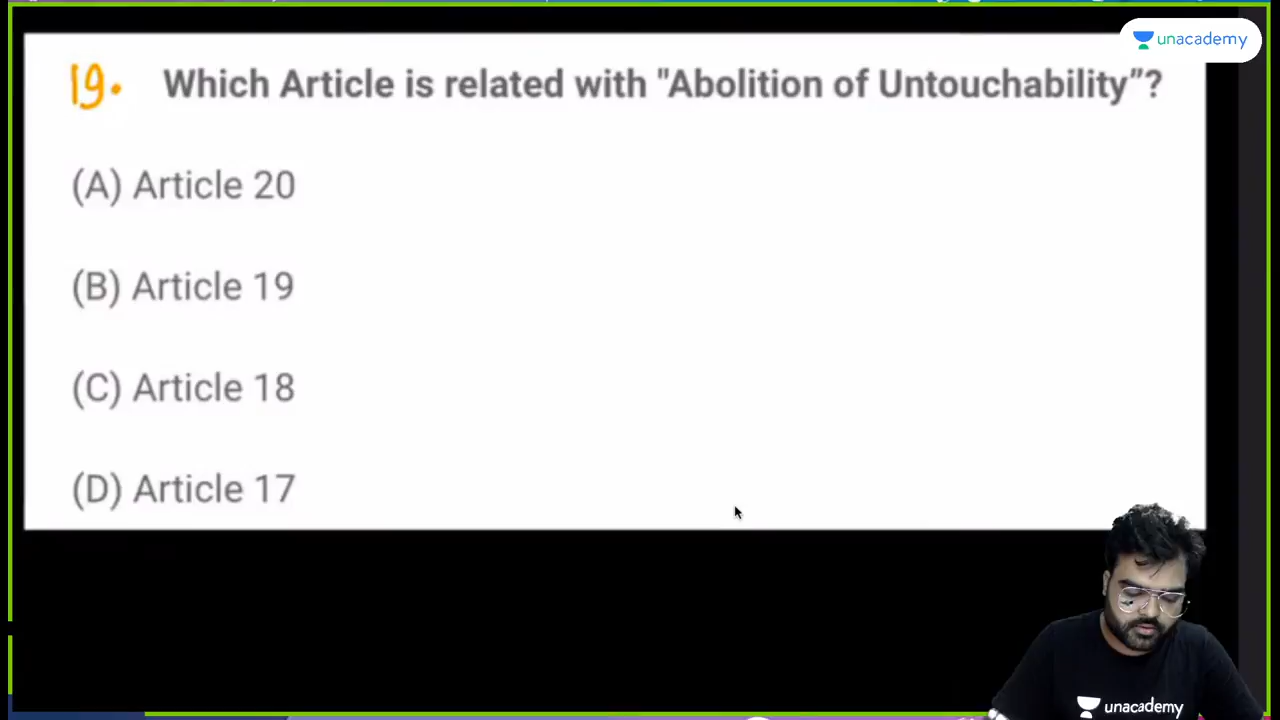 unacademy
19. Which Article is related with "Abolition of Untouchability”?
(A) Article 20
(B) Article 19
(C) Article 18
(D) Article 17
unacademy